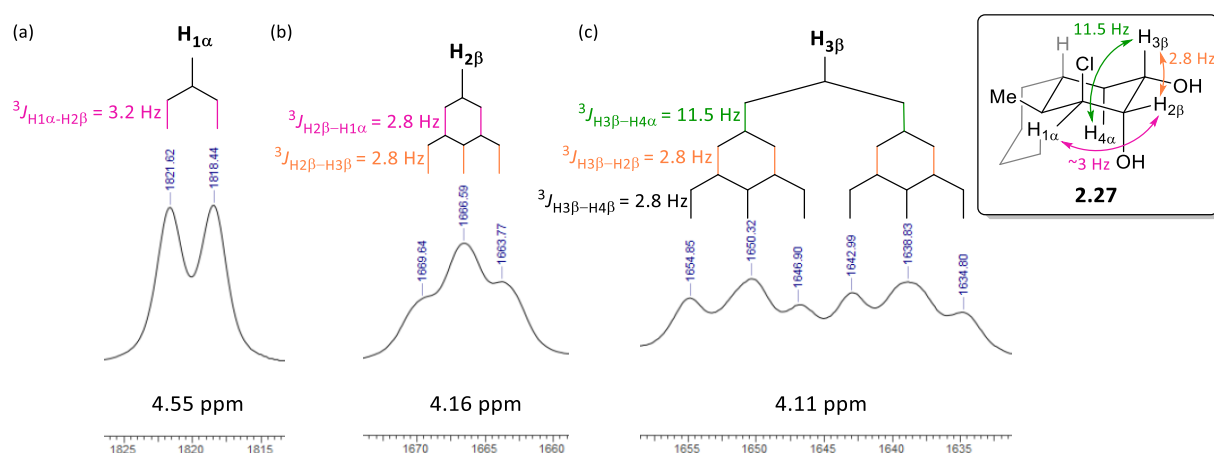 (a)
H1α
3JH1α-H2β = 3.2 Hz
1821.62
1818.44
4.55 ppm
1825
1815
(b)
H2β
3JH2β−H1α = 2.8 Hz
3JH2β−H3β = 2.8 Hz
1669.64
1666.59
1663.77
4.16 ppm
1670
1665
1660
(c)
H3β
3JH3β−H4α = 11.5 Hz
3JH3β−H2β = 2.8 Hz
3JH3β−H4β = 2.8 Hz
1654.85
1650.32
1646.90
1642.99
1638.83
1634.80
4.11 ppm
1655
1650
1645
1640
1635
11.5 Hz
H3β
2.8 Hz
H
Cl
OH
Me
H2β
H1α
H4α
OH
~3 Hz
2.27